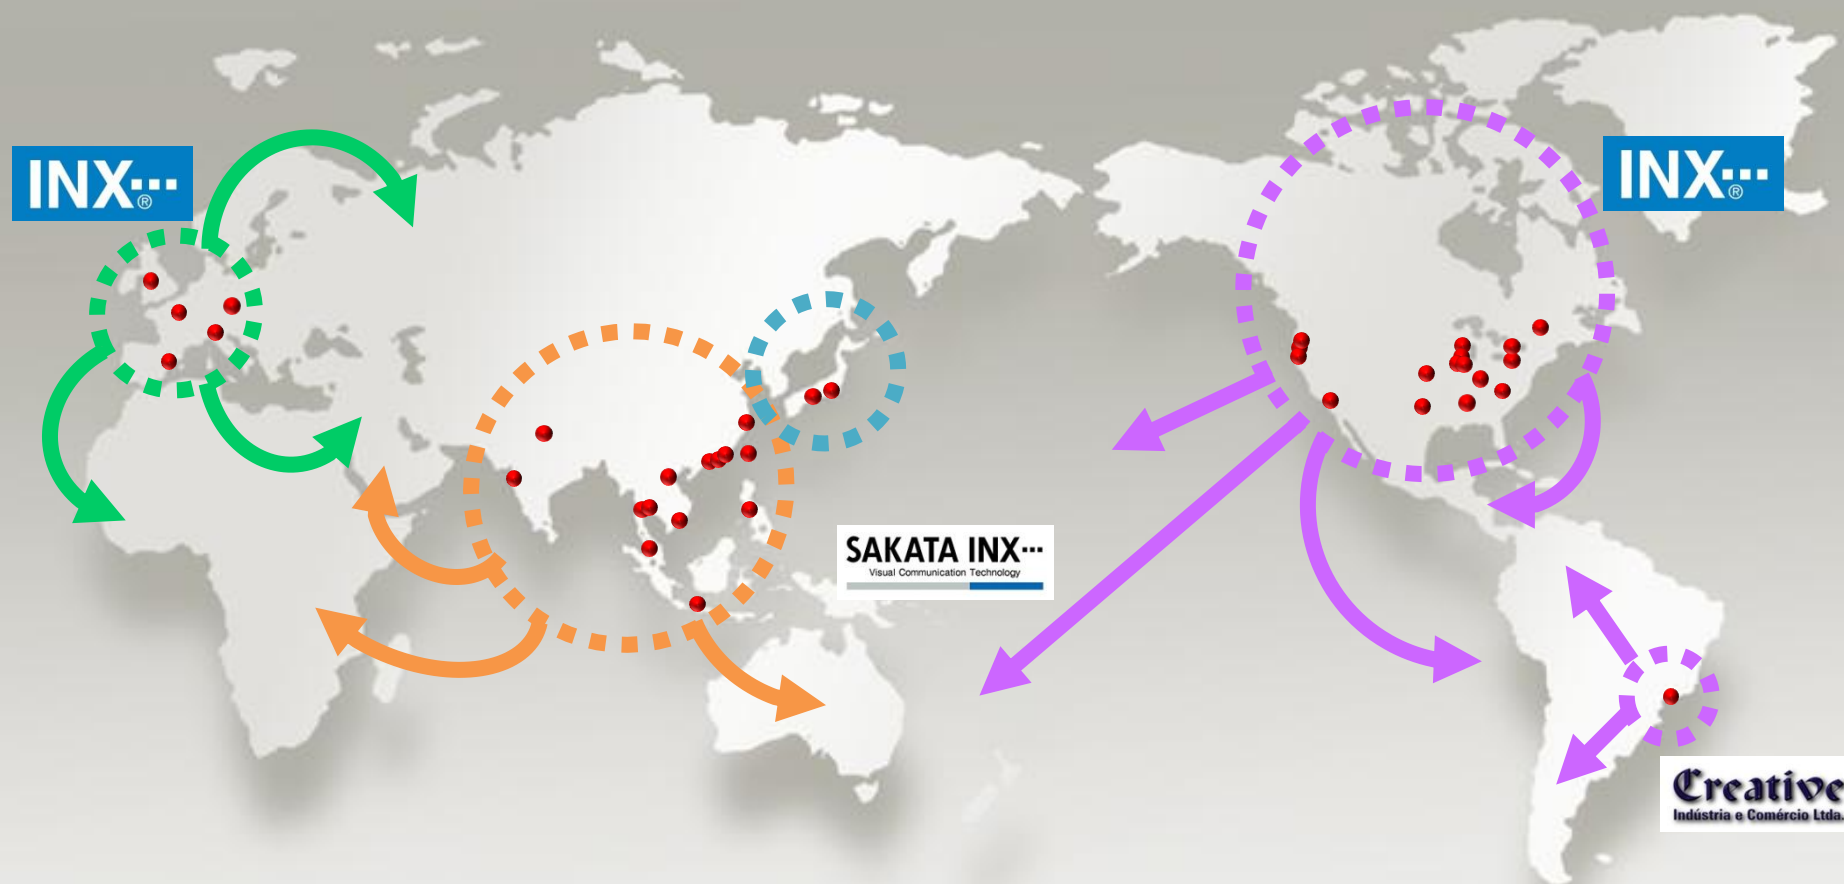 INX®
INX®
SAKATA INX
Visual Communication Technology
Creative
Indústria e Comércio Ltda.